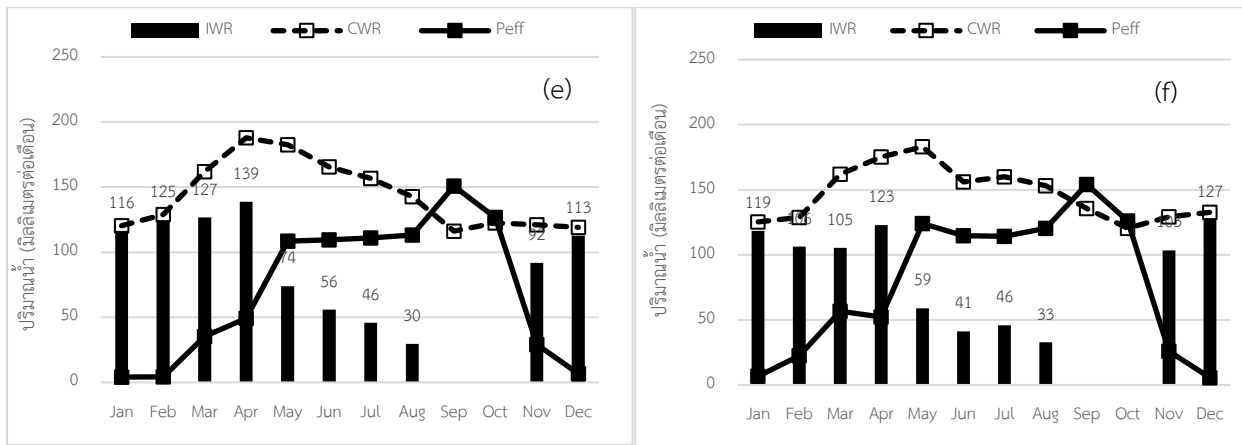 IWR CWR Peff
250
(e)
200
150
100
50
0
ปริมาณน้ำ (มิลลิเมตรต่อเดือน)
116 125 127 139 74 56 46 30 92 113
Jan Feb Mar Apr May Jun Jul Aug Sep Oct Nov Dec
IWR CWR Peff
250
(f)
200
150
100
50
0
ปริมาณน้ำ (มิลลิเมตรต่อเดือน)
119 106 105 123 59 41 46 33 103 127
Jan Feb Mar Apr May Jun Jul Aug Sep Oct Nov Dec